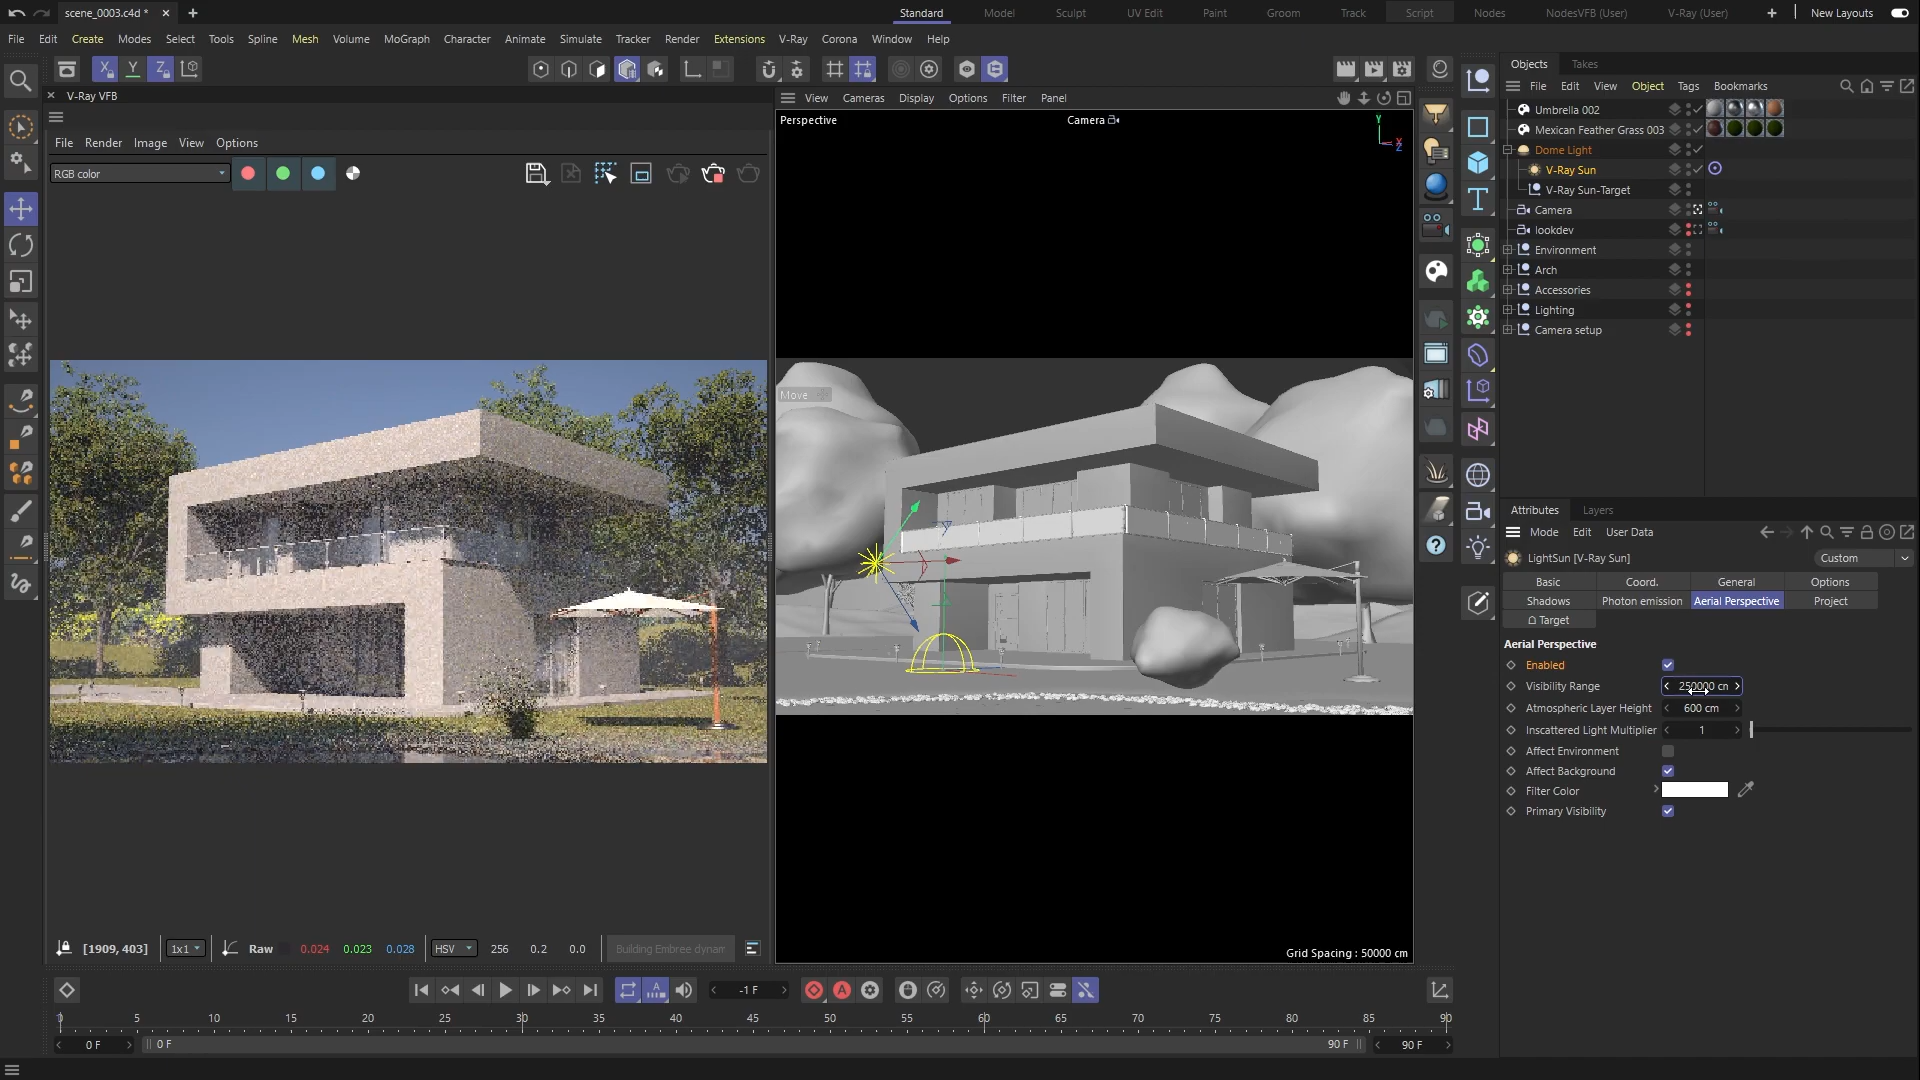 scene_0003.c4d *
Standard Model Sculpt UV Edit Paint Groom Track Script Nodes NodesVFB (User) V-Ray (User) New Layouts
File Edit Create Modes Select Tools Spline Mesh Volume MoGraph Character Animate Simulate Tracker Render Extensions V-Ray Corona Window Help
X Y Z
V-Ray VFB
File Render Image View Options
RGB color
View Cameras Display Options Filter Panel
Perspective
Camera
Y
X
Z
Move
Grid Spacing : 50000 cm
[1909, 403] 1x1 Raw 0.024 0.023 0.028 HSV 256 0.2 0.0 Building Embree dynam
-1 F
0 5 10 15 20 25 30 35 40 45 50 55 60 65 70 75 80 85 90
0 F 0 F 90 F 90 F
Objects Takes
File Edit View Object Tags Bookmarks
Umbrella 002
Mexican Feather Grass 003
Dome Light
V-Ray Sun
V-Ray Sun-Target
Camera
lookdev
Environment
Arch
Accessories
Lighting
Camera setup
Attributes Layers
Mode Edit User Data
LightSun [V-Ray Sun] Custom
Basic Coord. General Options
Shadows Photon emission Aerial Perspective Project
Target
Aerial Perspective
Enabled
Visibility Range 250000 cn
Atmospheric Layer Height 600 cm
Inscattered Light Multiplier 1
Affect Environment
Affect Background
Filter Color
Primary Visibility